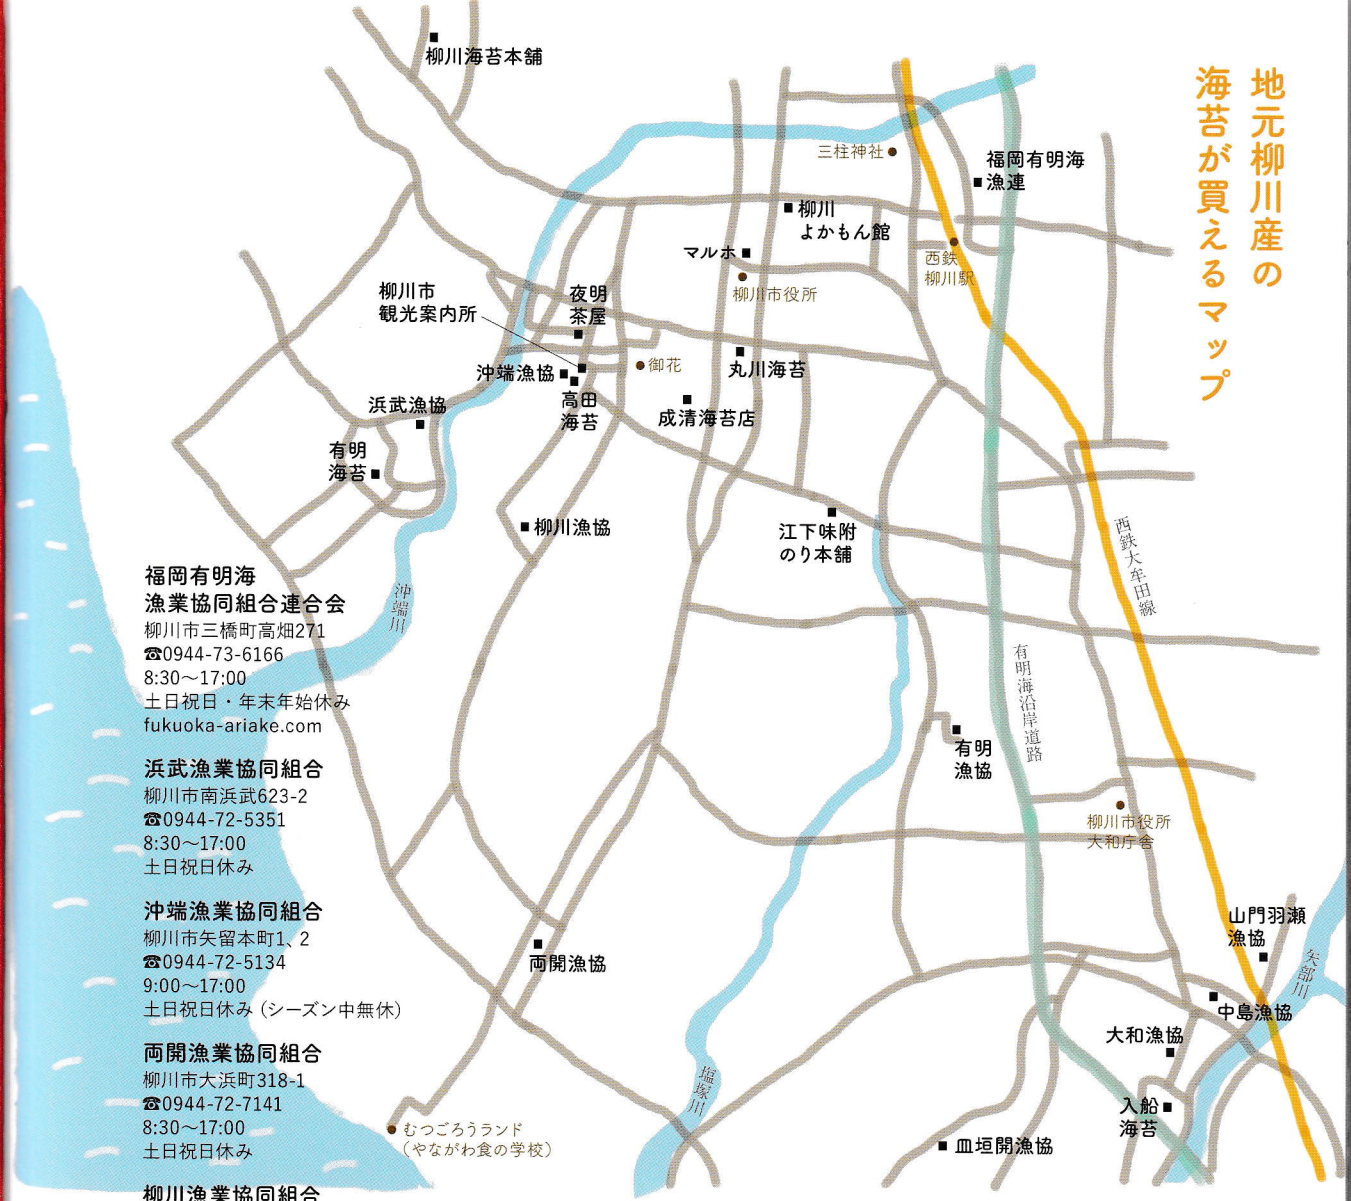 地元柳川産の
海苔が買えるマップ
柳川海苔本舗
三柱神社
福岡有明海
漁連
柳川
よかもん館
マルホ
西鉄
柳川駅
柳川市役所
柳川市
観光案内所
夜明
茶屋
沖端漁協
御花
丸川海苔
高田
海苔
成清海苔店
浜武漁協
有明
海苔
柳川漁協
江下味附
のり本舗
西鉄大牟田線
沖端川
有明海沿岸道路
有明
漁協
柳川市役所
大和庁舎
山門羽瀬
漁協
矢部川
中島漁協
大和漁協
両開漁協
塩塚川
入船
海苔
皿垣開漁協
むつごろうランド
（やながわ食の学校）
福岡有明海
漁業協同組合連合会
柳川市三橋町高畑271
☎0944-73-6166
8:30〜17:00
土日祝日・年末年始休み
fukuoka-ariake.com
浜武漁業協同組合
柳川市南浜武623-2
☎0944-72-5351
8:30〜17:00
土日祝日休み
沖端漁業協同組合
柳川市矢留本町1、2
☎0944-72-5134
9:00〜17:00
土日祝日休み（シーズン中無休）
両開漁業協同組合
柳川市大浜町318-1
☎0944-72-7141
8:30〜17:00
土日祝日休み
柳川漁業協同組合